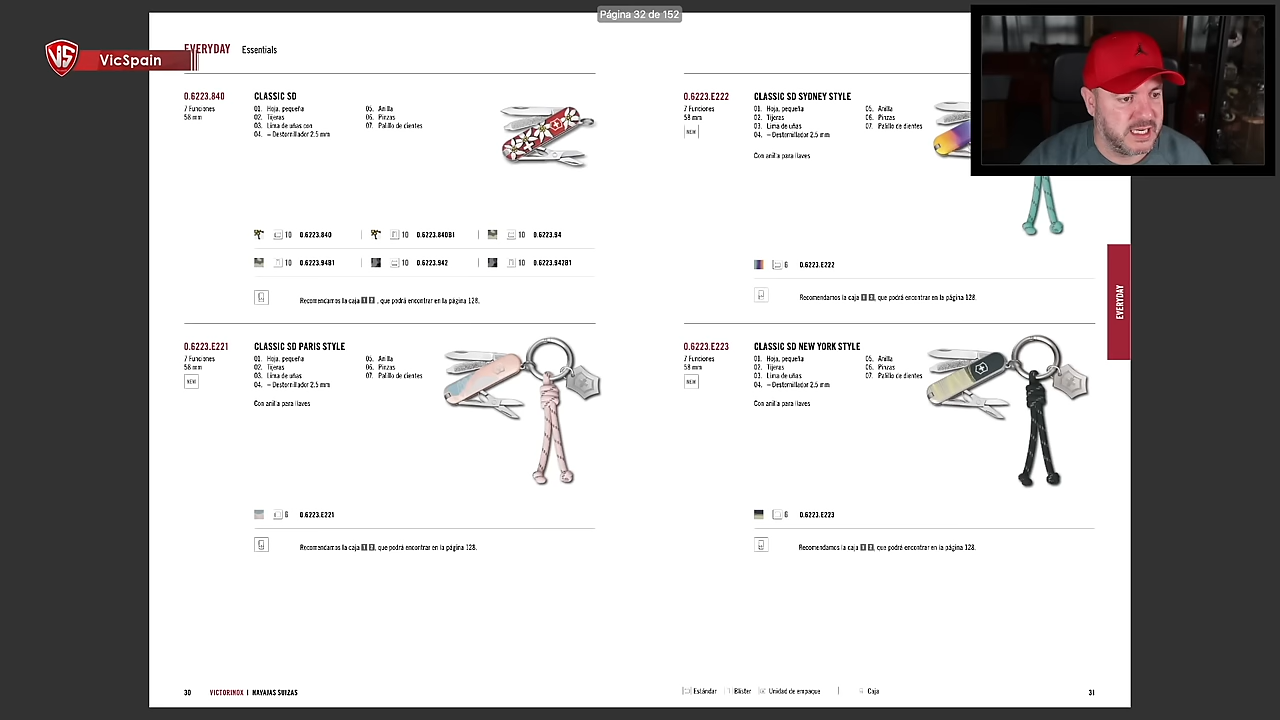 Página 32 de 152
VS
VicSpain
EVERYDAY Essentials
0.6223.840
7 Funciones
58 mm
CLASSIC SD
01. Hoja, pequeña
02. Tijeras
03. Lima de uñas con
04. – Destornillador 2,5 mm
05. Anilla
06. Pinzas
07. Palillo de dientes
10 0.6223.840 | 10 0.6223.840B1 | 10 0.6223.94
10 0.6223.94B1 | 10 0.6223.942 | 10 0.6223.942B1
Recomendamos la caja 1 2 , que podrá encontrar en la página 128.
0.6223.E222
7 Funciones
58 mm
NEW
CLASSIC SD SYDNEY STYLE
01. Hoja, pequeña
02. Tijeras
03. Lima de uñas
04. – Destornillador 2,5 mm
05. Anilla
06. Pinzas
07. Palillo de dientes
Con anilla para llaves
6 0.6223.E222
Recomendamos la caja, que podrá encontrar en la página 128.
EVERYDAY
0.6223.E221
7 Funciones
58 mm
NEW
CLASSIC SD PARIS STYLE
01. Hoja, pequeña
02. Tijeras
03. Lima de uñas
04. – Destornillador 2,5 mm
05. Anilla
06. Pinzas
07. Palillo de dientes
Con anilla para llaves
6 0.6223.E221
Recomendamos la caja, que podrá encontrar en la página 128.
0.6223.E223
7 Funciones
58 mm
NEW
CLASSIC SD NEW YORK STYLE
01. Hoja, pequeña
02. Tijeras
03. Lima de uñas
04. – Destornillador 2,5 mm
05. Anilla
06. Pinzas
07. Palillo de dientes
Con anilla para llaves
6 0.6223.E223
Recomendamos la caja, que podrá encontrar en la página 128.
30 VICTORINOX | NAVAJAS SUIZAS
Estándar Blíster Unidad de empaque | Caja
31